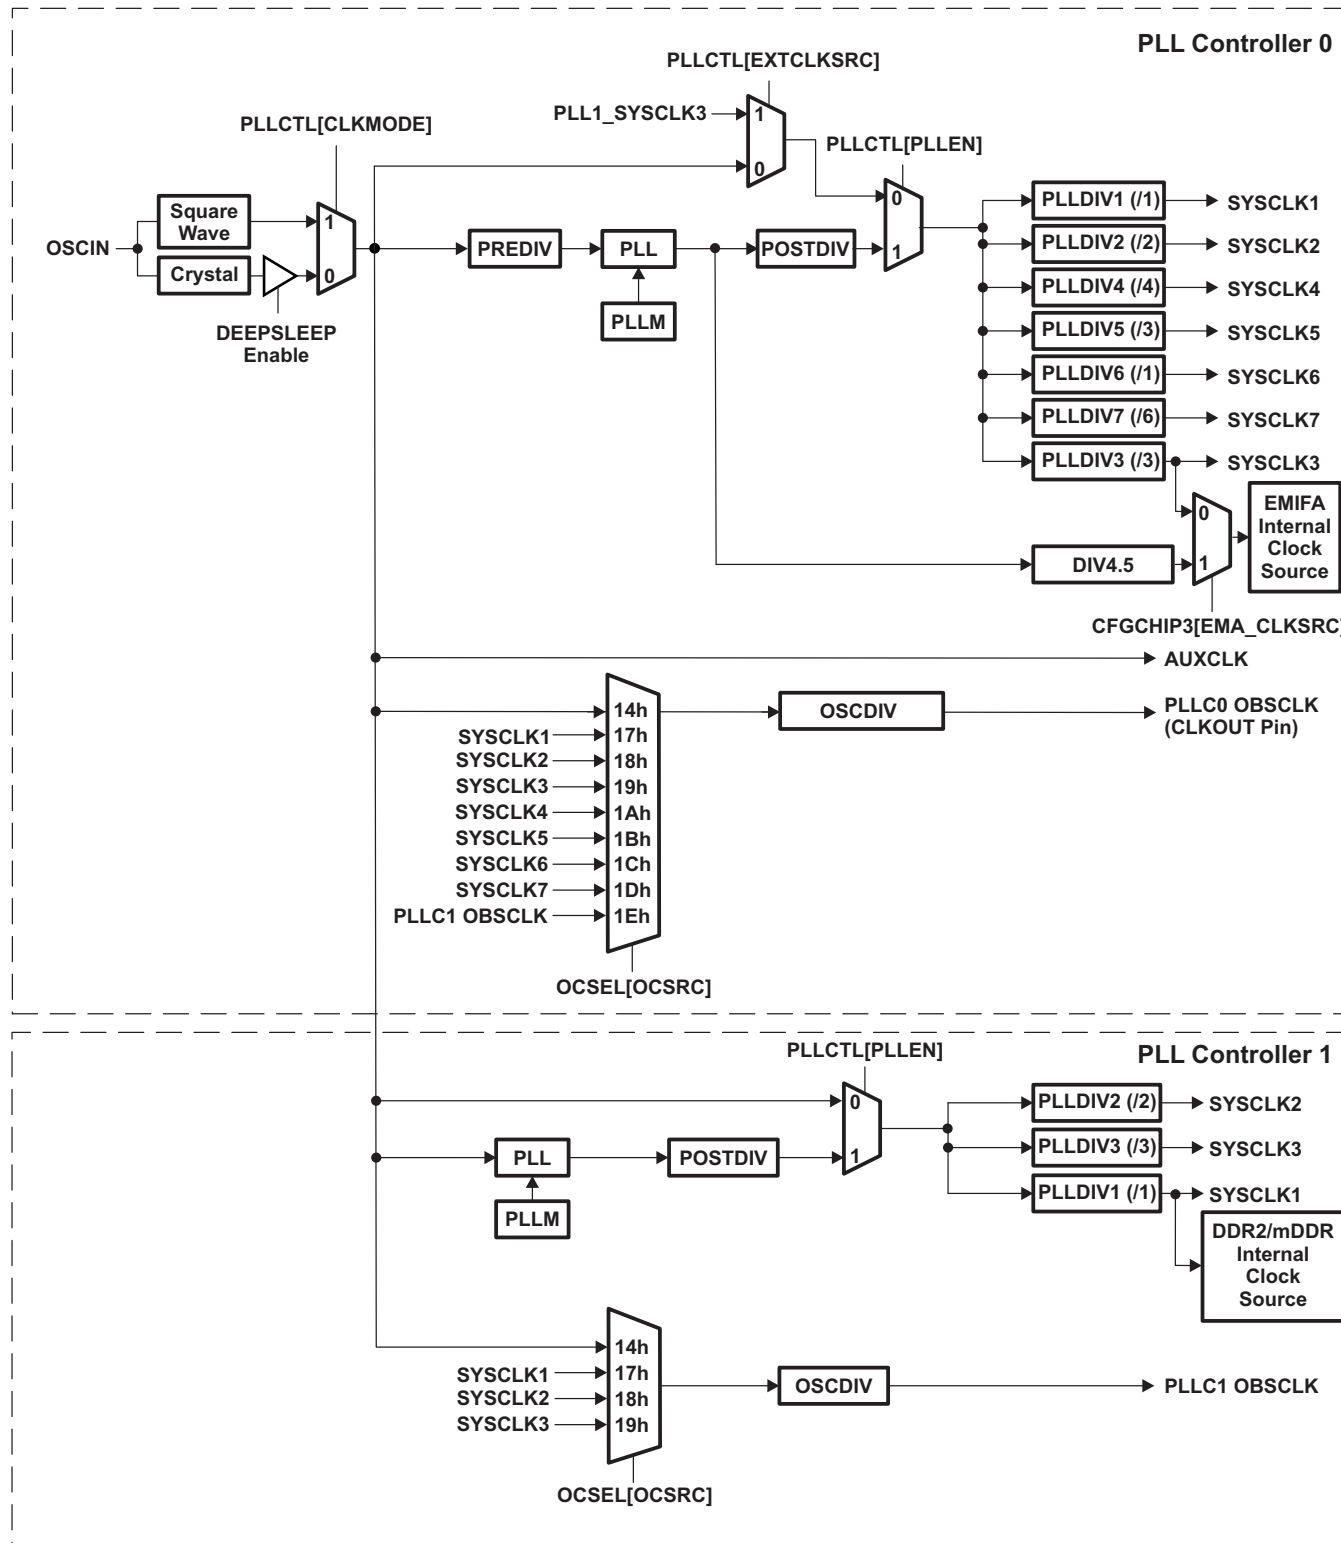 PLL Controller 0
PLLCTL[EXTCLKSRC]
PLL1_SYSCLK3
1
0
PLLCTL[CLKMODE]
PLLCTL[PLLEN]
Square
Wave
OSCIN
Crystal
1
0
DEEPSLEEP
Enable
PREDIV
PLL
PLLM
POSTDIV
0
1
PLLDIV1 (/1)
SYSCLK1
PLLDIV2 (/2)
SYSCLK2
PLLDIV4 (/4)
SYSCLK4
PLLDIV5 (/3)
SYSCLK5
PLLDIV6 (/1)
SYSCLK6
PLLDIV7 (/6)
SYSCLK7
PLLDIV3 (/3)
SYSCLK3
0
1
EMIFA
Internal
Clock
Source
DIV4.5
CFGCHIP3[EMA_CLKSRC]
AUXCLK
14h
OSCDIV
PLLC0 OBSCLK
(CLKOUT Pin)
SYSCLK1
17h
SYSCLK2
18h
SYSCLK3
19h
SYSCLK4
1Ah
SYSCLK5
1Bh
SYSCLK6
1Ch
SYSCLK7
1Dh
PLLC1 OBSCLK
1Eh
OCSEL[OCSRC]
PLL Controller 1
PLLCTL[PLLEN]
0
1
PLL
PLLM
POSTDIV
PLLDIV2 (/2)
SYSCLK2
PLLDIV3 (/3)
SYSCLK3
PLLDIV1 (/1)
SYSCLK1
DDR2/mDDR
Internal
Clock
Source
14h
SYSCLK1
17h
SYSCLK2
18h
SYSCLK3
19h
OSCDIV
PLLC1 OBSCLK
OCSEL[OCSRC]